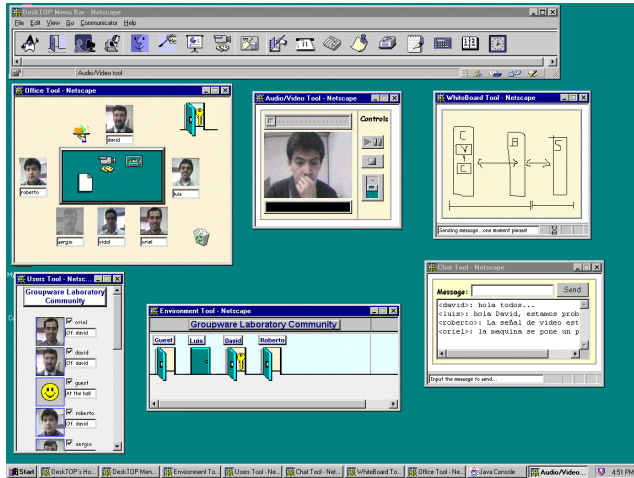 DeskTOP Menu Bar - Netscape
File Edit View Go Communicator Help
Audio/Video tool
Office Tool - Netscape
david
roberto
luis
sergio
vidal
oriel
Audio/Video Tool - Netscape
Controls
WhiteBoard Tool - Netscape
C
V
C
B
S
Sending message...one moment please!
Users Tool - Netsc...
Groupware Laboratory
Community
oriel
Of. david
david
Of. david
guest
At the hall
roberto
Of. david
sergio
Environment Tool - Netscape
Groupware Laboratory Community
Guest Luis David Roberto
Chat Tool - Netscape
Message: Send
<david>: hola todos...
<luis>: hola David, estamos prob
<roberto>: La señal de video est
<oriel>: la maquina se pone un p
Input the message to send...
Start DeskTOP's Ho... DeskTOP Men... Environment To... Users Tool - Ne... Chat Tool - Net... WhiteBoard To... Office Tool - Ne... Java Console Audio/Video... 4:51 PM